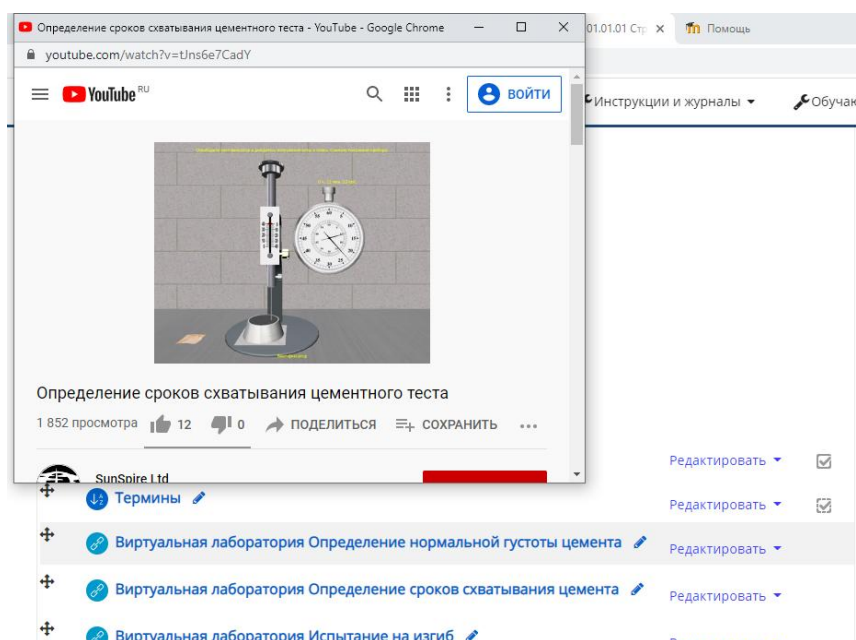 Определение сроков схватывания цементного теста - YouTube - Google Chrome
01.01.01 Стр
Помощь
youtube.com/watch?v=tJns6e7CadY
YouTube RU
ВОЙТИ
Инструкции и журналы
Обучаю
Определение сроков схватывания цементного теста
1 852 просмотра 12 0 ПОДЕЛИТЬСЯ СОХРАНИТЬ ...
SunSpire Ltd
Редактировать
Термины
Редактировать
Виртуальная лаборатория Определение нормальной густоты цемента
Редактировать
Виртуальная лаборатория Определение сроков схватывания цемента
Редактировать
Виртуальная лаборатория Испытание на изгиб